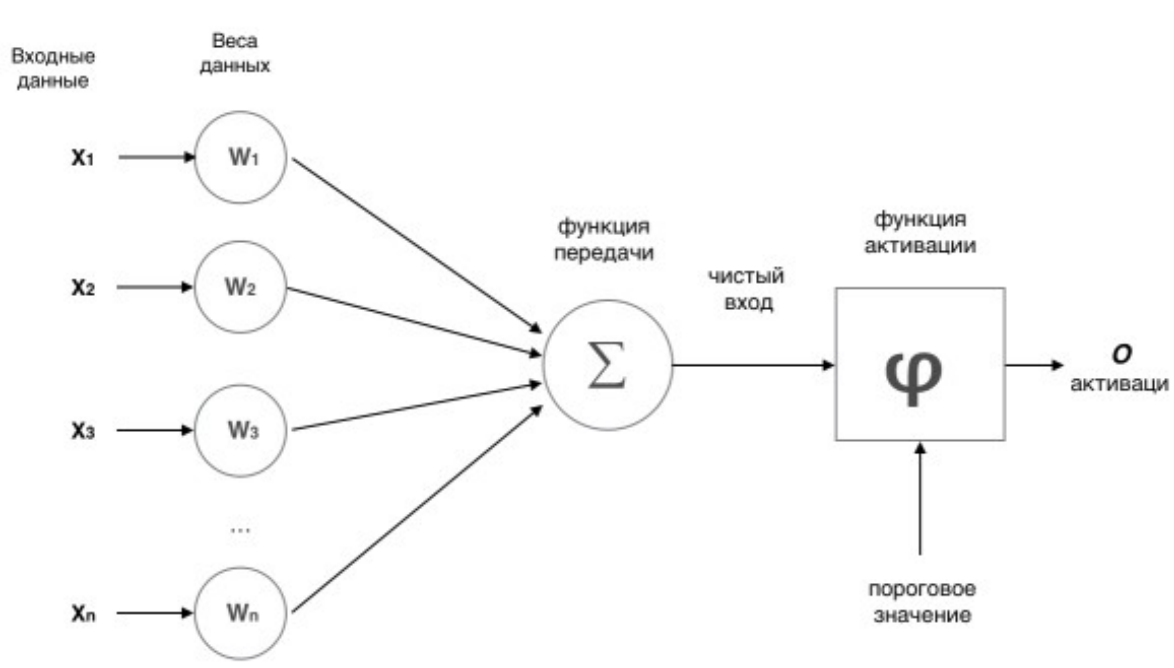 Входные
данные
Веса
данных
X1
W1
X2
W2
X3
W3
...
Xn
Wn
функция
передачи
Σ
чистый
вход
функция
активации
φ
пороговое
значение
o
активаци